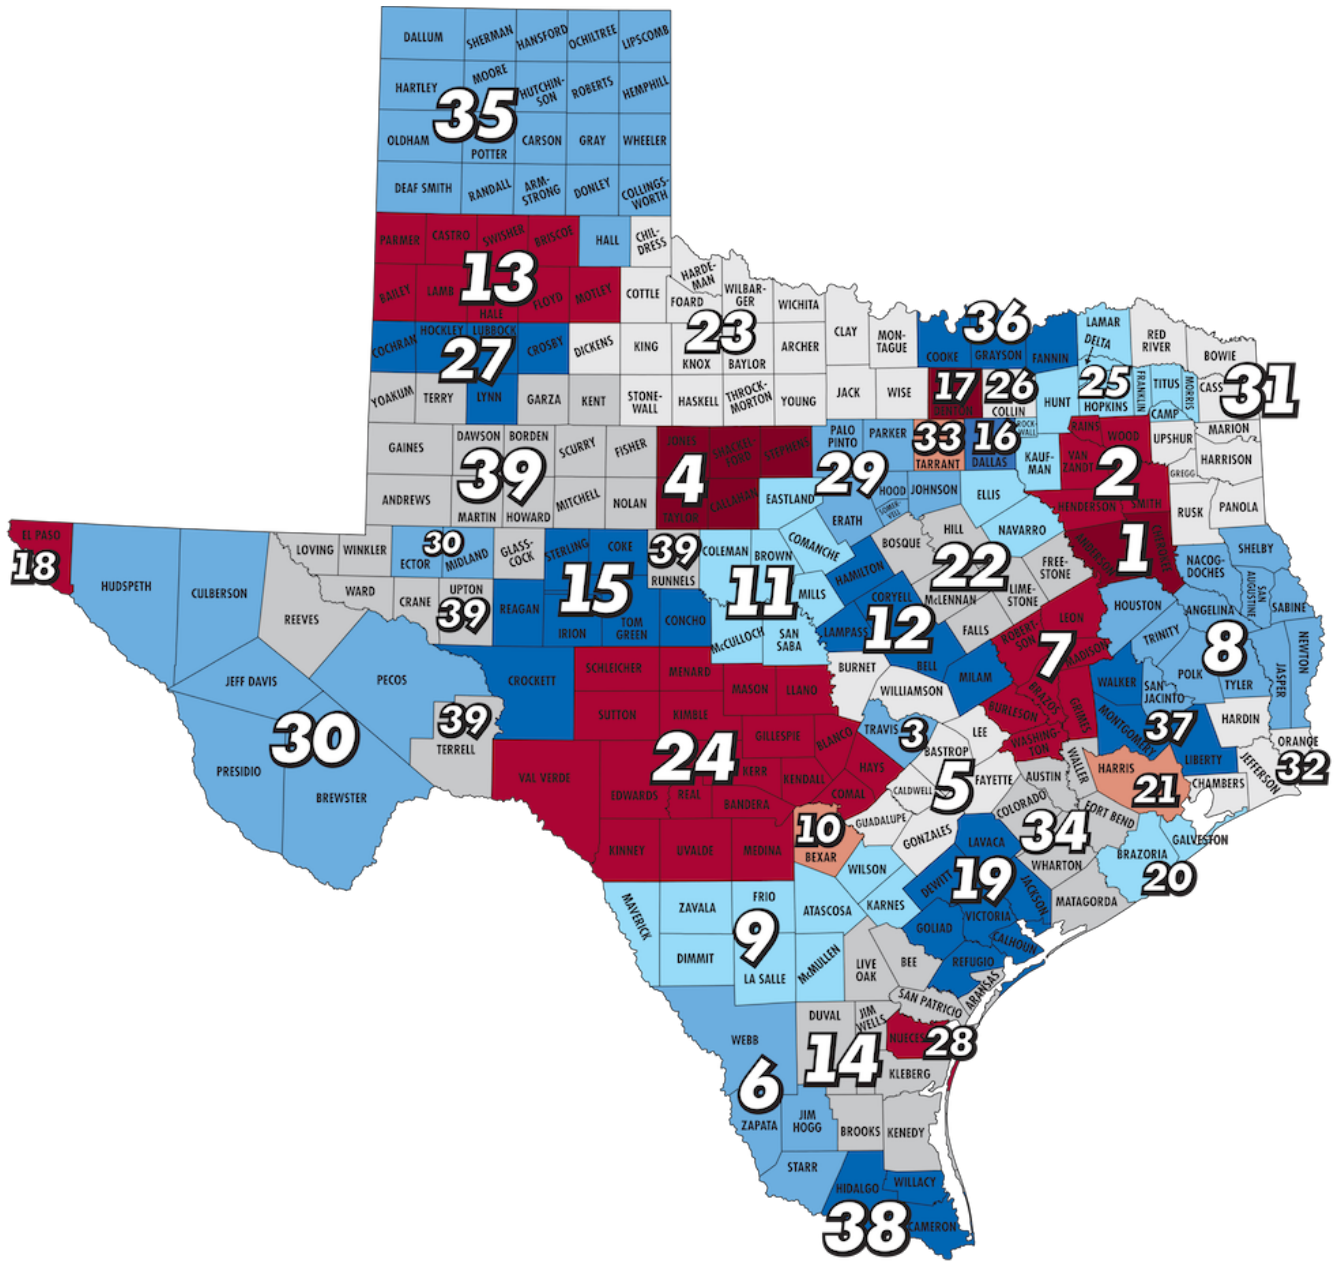 DALLUM
SHERMAN
HANSFORD
OCHILTREE
LIPSCOMB
HARTLEY
MOORE
HUTCHIN-
SON
ROBERTS
HEMPHILL
35
OLDHAM
POTTER
CARSON
GRAY
WHEELER
DEAF SMITH
RANDALL
ARM-
STRONG
DONLEY
COLLINGS-
WORTH
PARMER
CASTRO
SWISHER
BRISCOE
HALL
CHIL-
DRESS
13
BAILEY
LAMB
HALE
FLOYD
MOTLEY
COTTLE
HARDE-
MAN
FOARD
WILBAR-
GER
WICHITA
23
COCHRAN
HOCKLEY
LUBBOCK
CROSBY
DICKENS
KING
KNOX
BAYLOR
ARCHER
CLAY
MON-
TAGUE
27
36
COOKE
GRAYSON
FANNIN
LAMAR
DELTA
RED
RIVER
BOWIE
YOAKUM
TERRY
LYNN
GARZA
KENT
STONE-
WALL
HASKELL
THROCK-
MORTON
YOUNG
JACK
WISE
17
DENTON
26
COLLIN
HUNT
25
HOPKINS
FRANKLIN
TITUS
CAMP
MORRIS
CASS
31
GAINES
DAWSON
BORDEN
SCURRY
FISHER
JONES
SHACKEL-
FORD
STEPHENS
PALO
PINTO
PARKER
33
TARRANT
16
DALLAS
ROCK-
WALL
KAUF-
MAN
RAINS
WOOD
VAN
ZANDT
2
UPSHUR
MARION
HARRISON
GREGG
39
4
29
ANDREWS
MARTIN
HOWARD
MITCHELL
NOLAN
TAYLOR
CALLAHAN
EASTLAND
ERATH
HOOD
SOMER-
VELL
JOHNSON
ELLIS
HENDERSON
SMITH
RUSK
PANOLA
EL PASO
18
HUDSPETH
CULBERSON
LOVING
WINKLER
30
ECTOR
MIDLAND
GLASS-
COCK
STERLING
COKE
39
RUNNELS
COLEMAN
BROWN
COMANCHE
BOSQUE
HILL
NAVARRO
ANDERSON
1
CHEROKEE
NACOG-
DOCHES
SHELBY
REEVES
WARD
CRANE
UPTON
39
REAGAN
15
IRION
TOM
GREEN
CONCHO
11
MILLS
HAMILTON
CORYELL
22
McLENNAN
LIME-
STONE
FREE-
STONE
HOUSTON
ANGELINA
SAN
AUGUSTINE
SABINE
McCULLOCH
SAN
SABA
LAMPASS
12
BELL
FALLS
ROBERT-
SON
LEON
7
MADISON
TRINITY
8
POLK
TYLER
JASPER
NEWTON
JEFF DAVIS
PECOS
CROCKETT
SCHLEICHER
MENARD
MASON
LLANO
BURNET
WILLIAMSON
MILAM
BRAZOS
GRIMES
WALKER
SAN
JACINTO
PRESIDIO
30
BREWSTER
39
TERRELL
SUTTON
KIMBLE
GILLESPIE
BLANCO
TRAVIS
3
BASTROP
LEE
BURLESON
WASHING-
TON
MONTGOMERY
37
LIBERTY
HARDIN
ORANGE
32
JEFFERSON
VAL VERDE
24
EDWARDS
REAL
KERR
KENDALL
BANDERA
HAYS
COMAL
CALDWELL
5
FAYETTE
AUSTIN
WALLER
HARRIS
21
CHAMBERS
KINNEY
UVALDE
MEDINA
10
BEXAR
GUADALUPE
GONZALES
COLORADO
34
FORT BEND
WHARTON
BRAZORIA
GALVESTON
20
LAVACA
MAVERICK
ZAVALA
FRIO
ATASCOSA
WILSON
KARNES
DEWITT
19
JACKSON
VICTORIA
MATAGORDA
9
DIMMIT
LA SALLE
McMULLEN
LIVE
OAK
BEE
GOLIAD
CALHOUN
REFUGIO
ARANSAS
SAN PATRICIO
WEBB
DUVAL
JIM
WELLS
NUECES
28
6
14
KLEBERG
ZAPATA
JIM
HOGG
BROOKS
KENEDY
STARR
HIDALGO
WILLACY
38
CAMERON